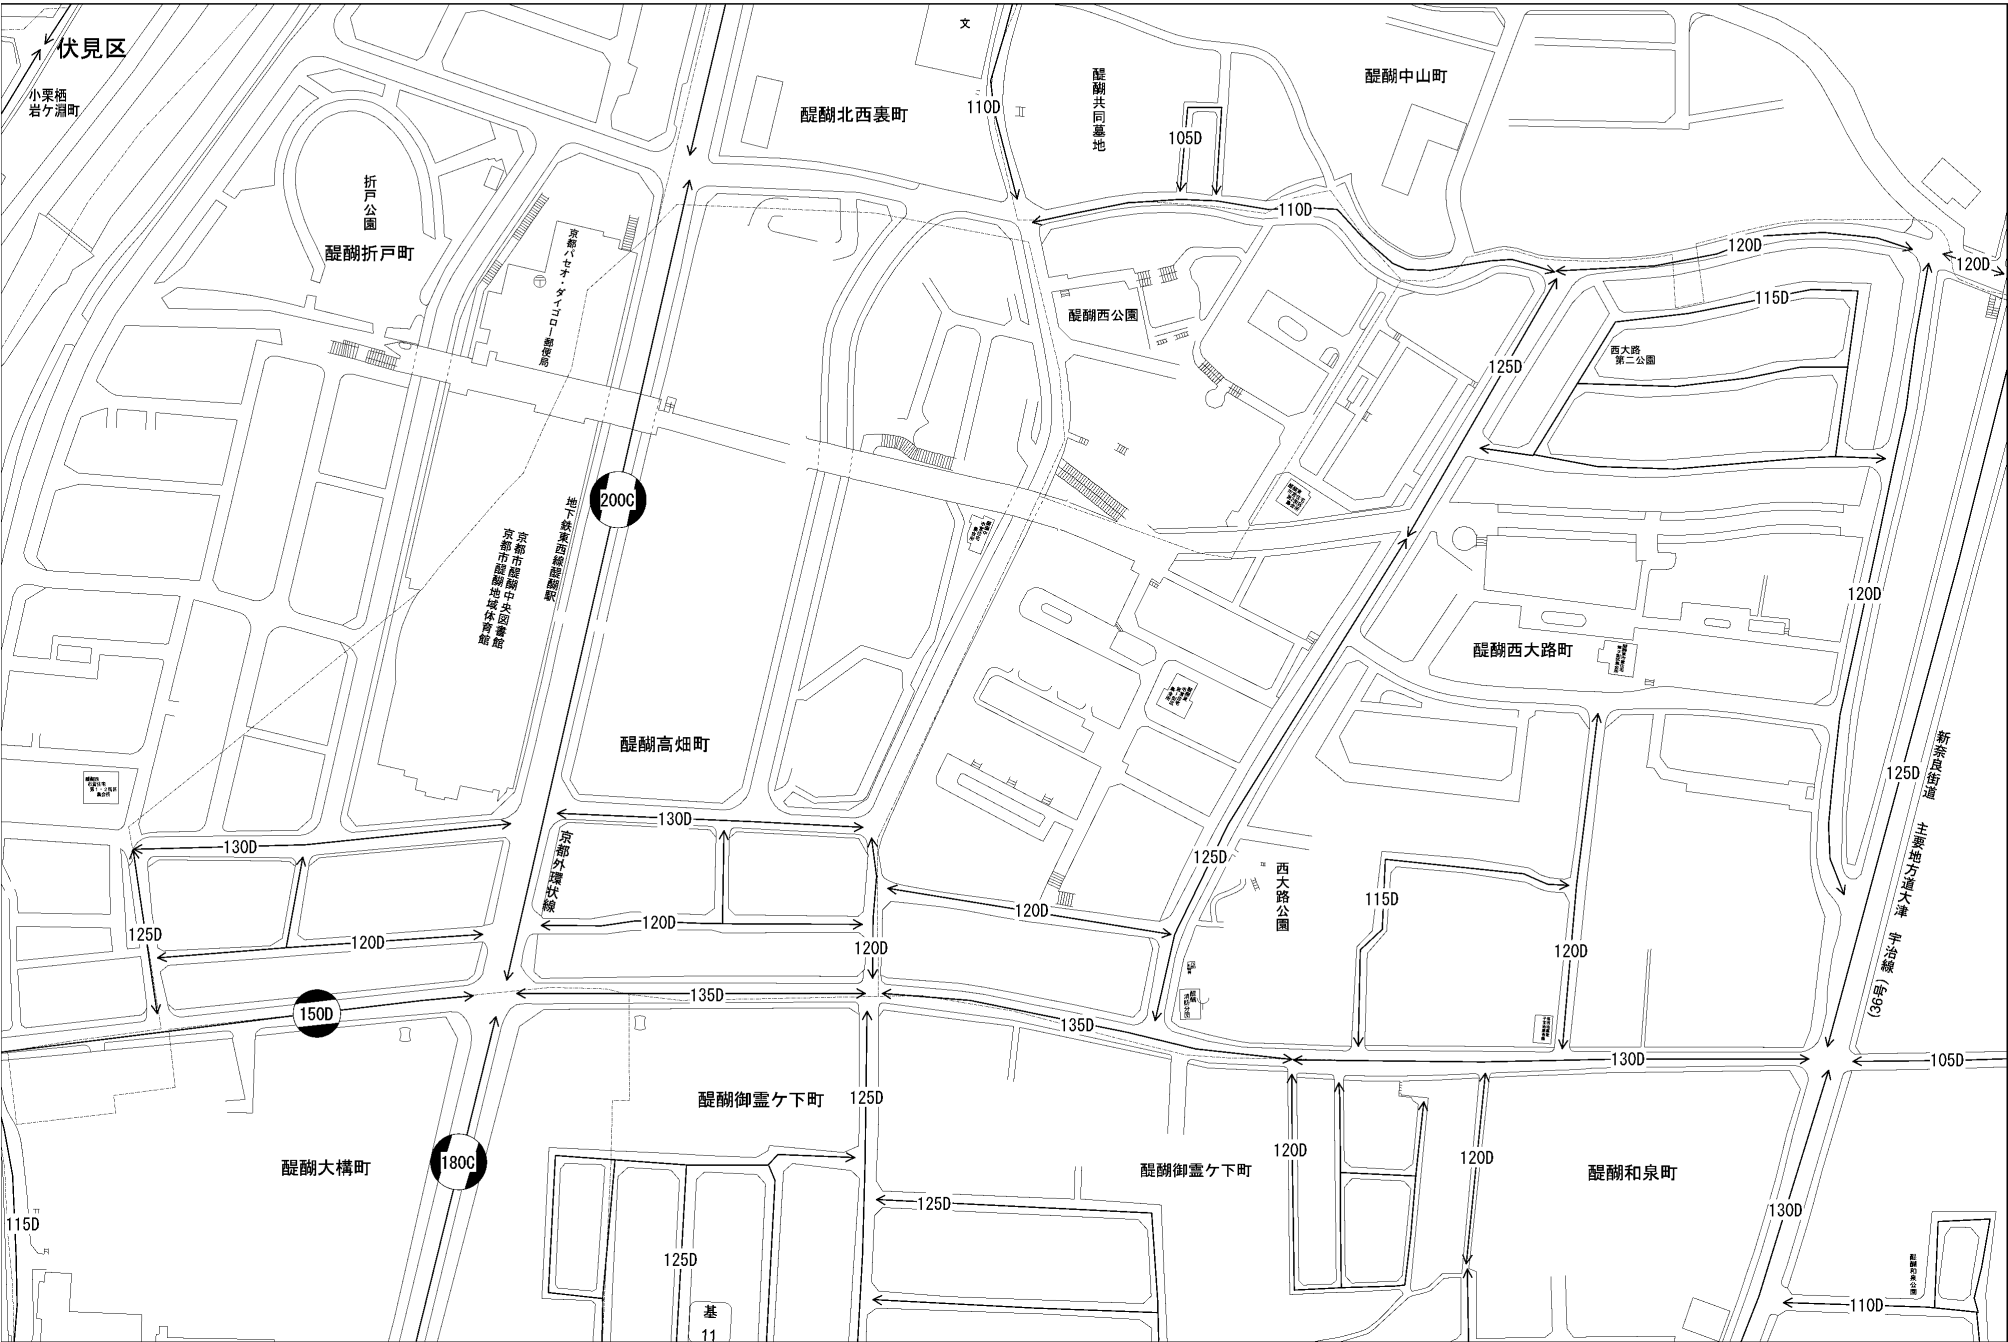 伏見区
小栗栖
岩ケ淵町
文
110D
醍醐北西裏町
醍醐共同墓地
105D
醍醐中山町
折戸公園
醍醐折戸町
京都パセオ・ダイゴロー郵便局
110D
120D
120D
115D
醍醐西公園
西大路
第二公園
125D
200C
地下鉄東西線醍醐駅
京都市醍醐中央図書館
京都市醍醐地域体育館
120D
醍醐西大路町
醍醐高畑町
新奈良街道
125D
主要地方道大津
宇治線
(36号)
130D
130D
京都外環状線
125D
西大路公園
115D
120D
125D
120D
120D
120D
120D
135D
150D
135D
130D
105D
醍醐御霊ケ下町
125D
醍醐大構町
180C
醍醐御霊ケ下町
120D
120D
醍醐和泉町
115D
125D
125D
130D
醍醐和泉公園
110D
基
11